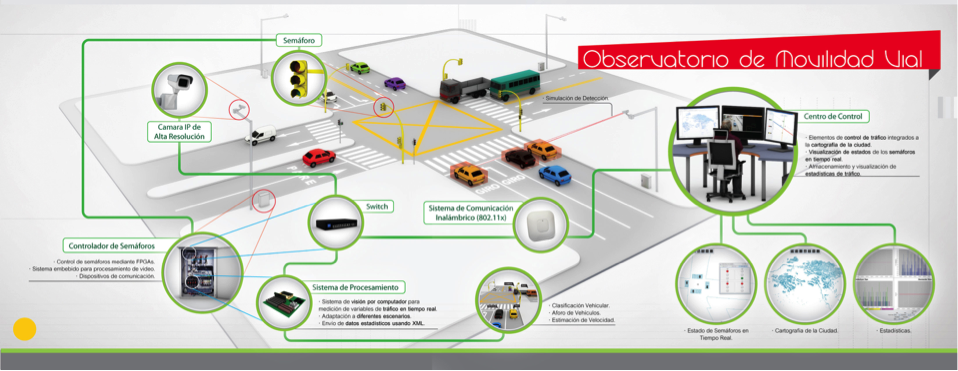 Observatorio de Movilidad Vial
Semáforo
Camara IP de
Alta Resolución
· Simulación de Detección.
Centro de Control
· Elementos de control de tráfico integrados a
la cartografía de la ciudad.
· Visualización de estados de los semáforos
en tiempo real.
· Almacenamiento y visualización de
estadísticas de tráfico.
Switch
Sistema de Comunicación
Inalámbrico (802.11x)
GIRO GIRO
Controlador de Semáforos
· Control de semáforos mediante FPGAs.
· Sistema embebido para procesamiento de video.
· Dispositivos de comunicación.
Sistema de Procesamiento
· Sistema de visión por computador para
medición de variables de tráfico en tiempo real.
· Adaptación a diferentes escenarios.
· Envio de datos estadísticos usando XML.
· Clasificación Vehicular.
· Aforo de Vehículos.
· Estimación de Velocidad.
· Estado de Semáforos en
Tiempo Real.
· Cartografía de la Ciudad.
· Estadísticas.